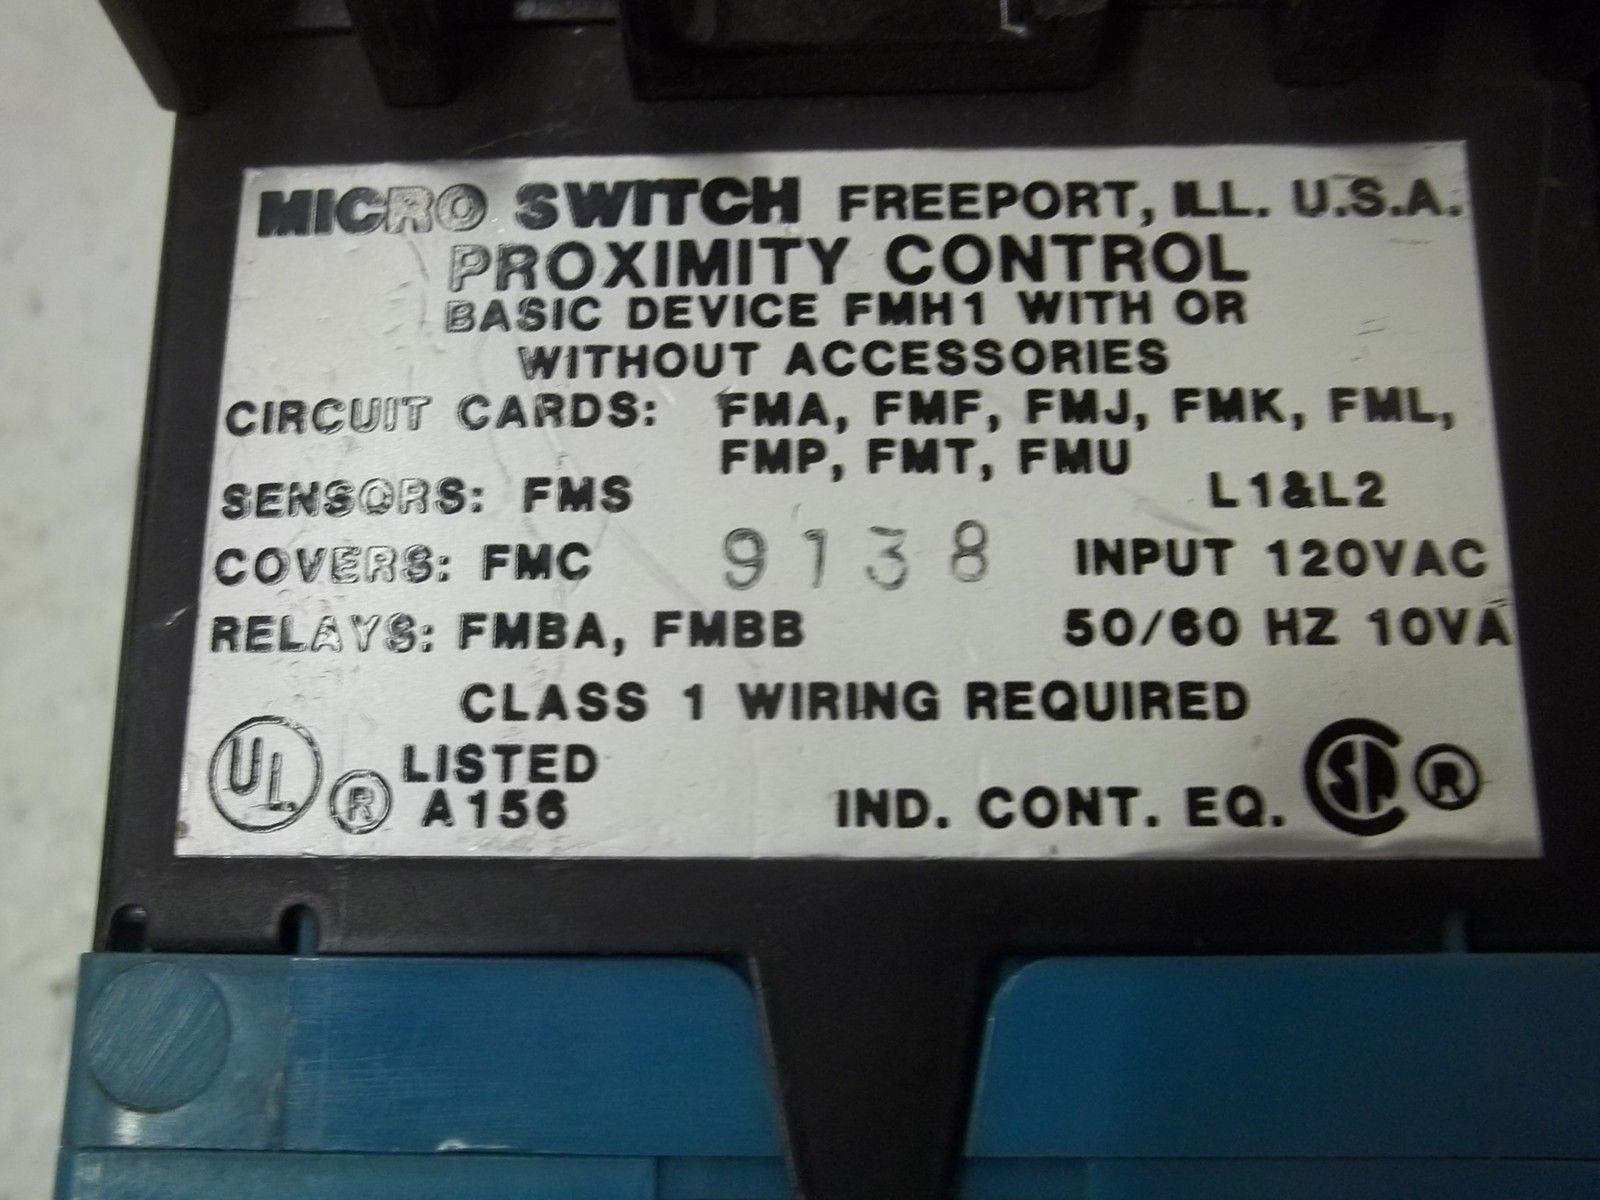 MICRO SWITCH FREEPORT, ILL. U.S.A.
PROXIMITY CONTROL
BASIC DEVICE FMH1 WITH OR
WITHOUT ACCESSORIES
CIRCUIT CARDS: FMA, FMF, FMJ, FMK, FML,
FMP, FMT, FMU
SENSORS: FMS L1&L2
COVERS: FMC 9138 INPUT 120VAC
RELAYS: FMBA, FMBB 50/60 HZ 10VA
CLASS 1 WIRING REQUIRED
UL ® LISTED
A156 IND. CONT. EQ. CSA ®